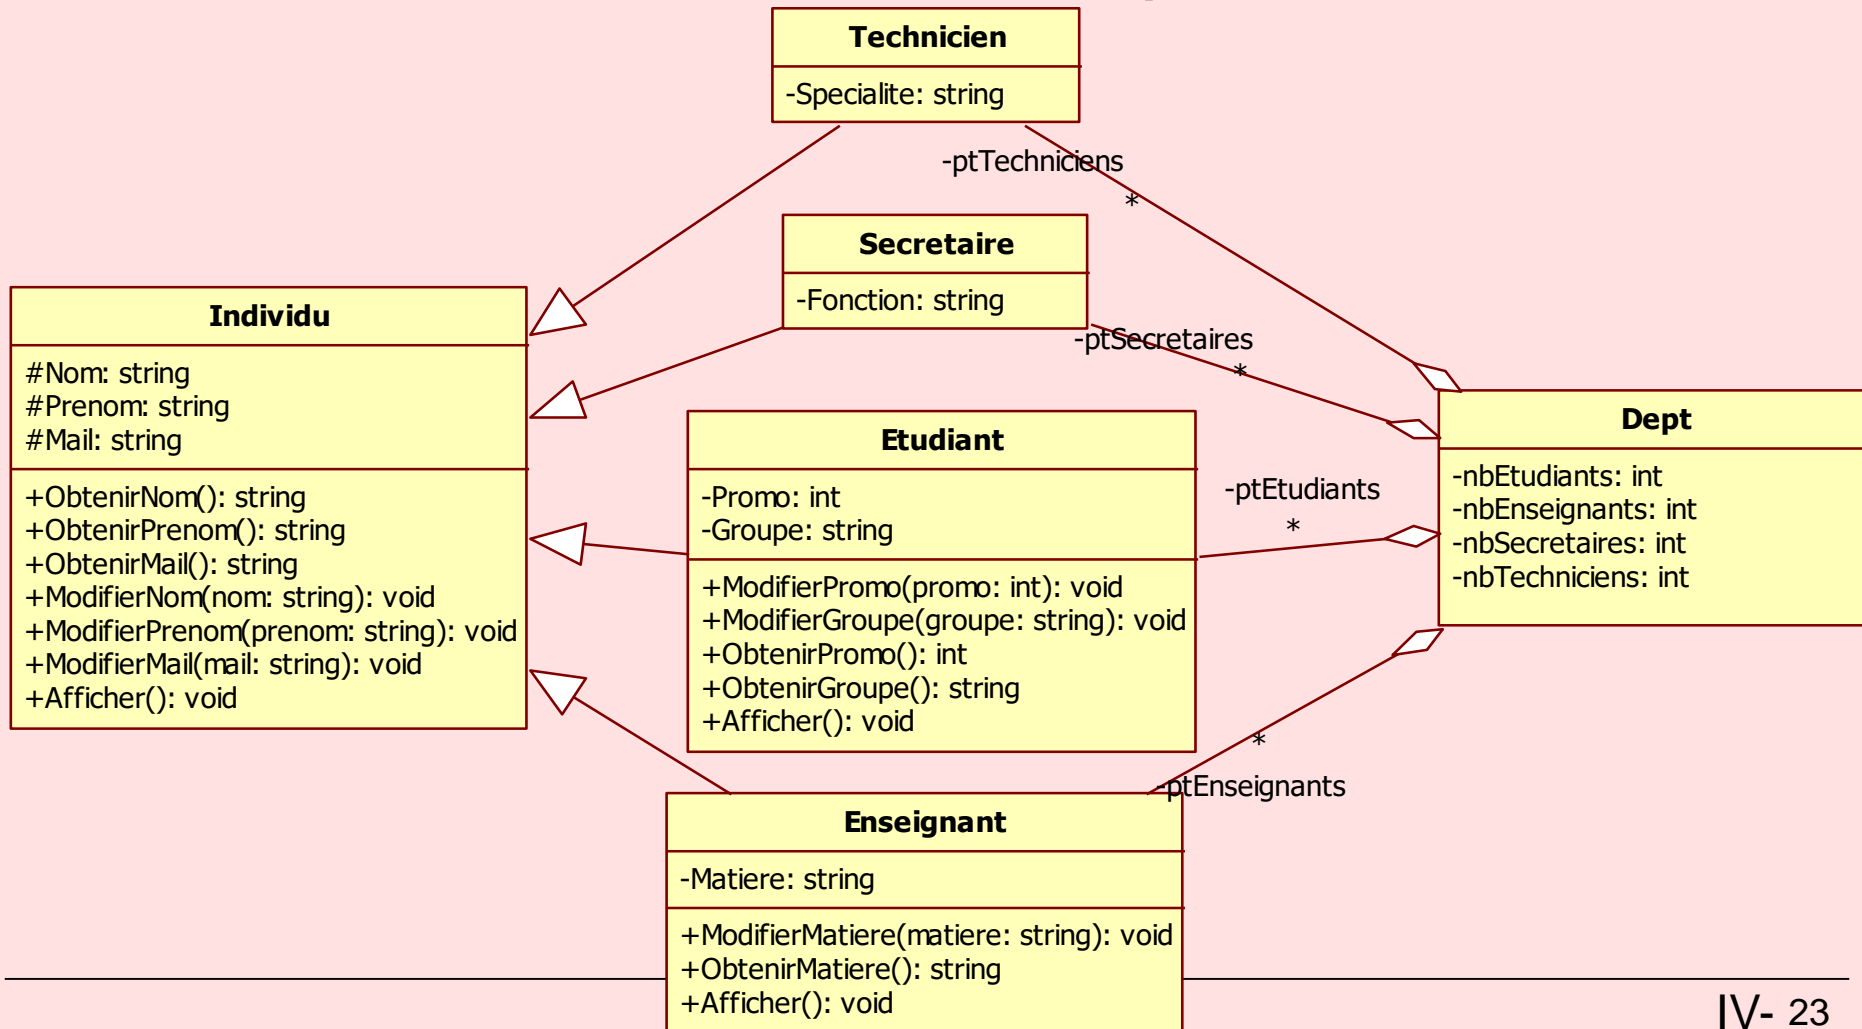 Technicien
-Specialite: string
-ptTechniciens
*
Secretaire
-Fonction: string
-ptSecretaires
*
Individu
#Nom: string
#Prenom: string
#Mail: string
+ObtenirNom(): string
+ObtenirPrenom(): string
+ObtenirMail(): string
+ModifierNom(nom: string): void
+ModifierPrenom(prenom: string): void
+ModifierMail(mail: string): void
+Afficher(): void
Etudiant
-Promo: int
-Groupe: string
+ModifierPromo(promo: int): void
+ModifierGroupe(groupe: string): void
+ObtenirPromo(): int
+ObtenirGroupe(): string
+Afficher(): void
-ptEtudiants
*
Dept
-nbEtudiants: int
-nbEnseignants: int
-nbSecretaires: int
-nbTechniciens: int
*
-ptEnseignants
Enseignant
-Matiere: string
+ModifierMatiere(matiere: string): void
+ObtenirMatiere(): string
+Afficher(): void
IV- 23